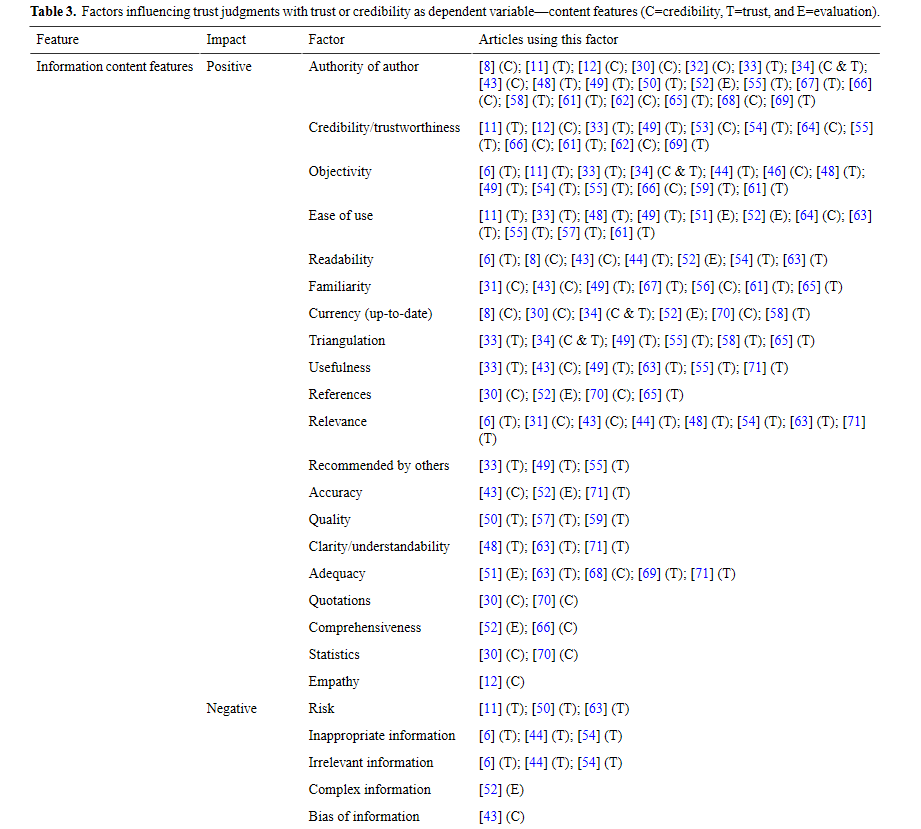 Table 3. Factors influencing trust judgments with trust or credibility as dependent variable—content features (C=credibility, T=trust, and E=evaluation).
Feature Impact Factor Articles using this factor
Information content features Positive Authority of author [8] (C); [11] (T); [12] (C); [30] (C); [32] (C); [33] (T); [34] (C & T);
[43] (C); [48] (T); [49] (T); [50] (T); [52] (E); [55] (T); [67] (T); [66]
(C); [58] (T); [61] (T); [62] (C); [65] (T); [68] (C); [69] (T)
Credibility/trustworthiness [11] (T); [12] (C); [33] (T); [49] (T); [53] (C); [54] (T); [64] (C); [55]
(T); [66] (C); [61] (T); [62] (C); [69] (T)
Objectivity [6] (T); [11] (T); [33] (T); [34] (C & T); [44] (T); [46] (C); [48] (T);
[49] (T); [54] (T); [55] (T); [66] (C); [59] (T); [61] (T)
Ease of use [11] (T); [33] (T); [48] (T); [49] (T); [51] (E); [52] (E); [64] (C); [63]
(T); [55] (T); [57] (T); [61] (T)
Readability [6] (T); [8] (C); [43] (C); [44] (T); [52] (E); [54] (T); [63] (T)
Familiarity [31] (C); [43] (C); [49] (T); [67] (T); [56] (C); [61] (T); [65] (T)
Currency (up-to-date) [8] (C); [30] (C); [34] (C & T); [52] (E); [70] (C); [58] (T)
Triangulation [33] (T); [34] (C & T); [49] (T); [55] (T); [58] (T); [65] (T)
Usefulness [33] (T); [43] (C); [49] (T); [63] (T); [55] (T); [71] (T)
References [30] (C); [52] (E); [70] (C); [65] (T)
Relevance [6] (T); [31] (C); [43] (C); [44] (T); [48] (T); [54] (T); [63] (T); [71]
(T)
Recommended by others [33] (T); [49] (T); [55] (T)
Accuracy [43] (C); [52] (E); [71] (T)
Quality [50] (T); [57] (T); [59] (T)
Clarity/understandability [48] (T); [63] (T); [71] (T)
Adequacy [51] (E); [63] (T); [68] (C); [69] (T); [71] (T)
Quotations [30] (C); [70] (C)
Comprehensiveness [52] (E); [66] (C)
Statistics [30] (C); [70] (C)
Empathy [12] (C)
Negative Risk [11] (T); [50] (T); [63] (T)
Inappropriate information [6] (T); [44] (T); [54] (T)
Irrelevant information [6] (T); [44] (T); [54] (T)
Complex information [52] (E)
Bias of information [43] (C)